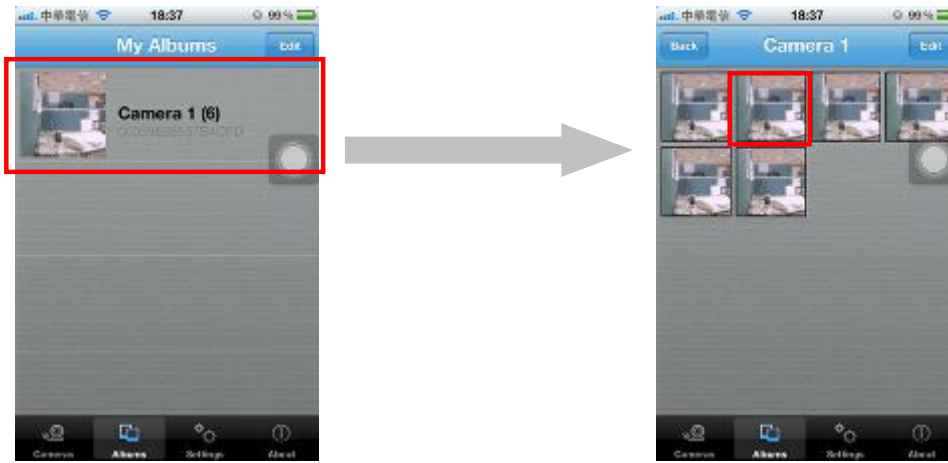 中華電信 18:37 99%
My Albums Edit
Camera 1 (6)
Cameras Albums Settings About
中華電信 18:37 99%
Back Camera 1 Edit
Cameras Albums Settings About